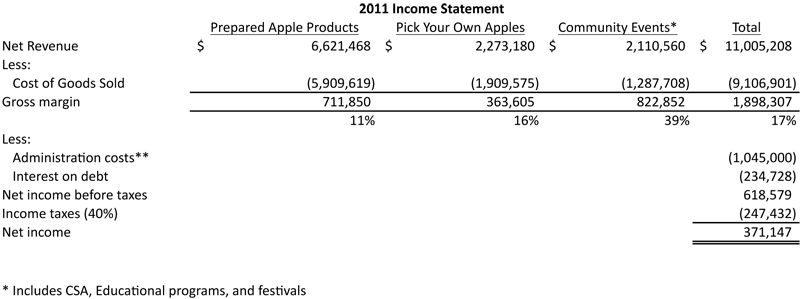 2011 Income Statement
Prepared Apple Products Pick Your Own Apples Community Events* Total
Net Revenue $ 6,621,468 $ 2,273,180 $ 2,110,560 $ 11,005,208
Less:
Cost of Goods Sold (5,909,619) (1,909,575) (1,287,708) (9,106,901)
Gross margin 711,850 363,605 822,852 1,898,307
11% 16% 39% 17%
Less:
Administration costs** (1,045,000)
Interest on debt (234,728)
Net income before taxes 618,579
Income taxes (40%) (247,432)
Net income 371,147
* Includes CSA, Educational programs, and festivals